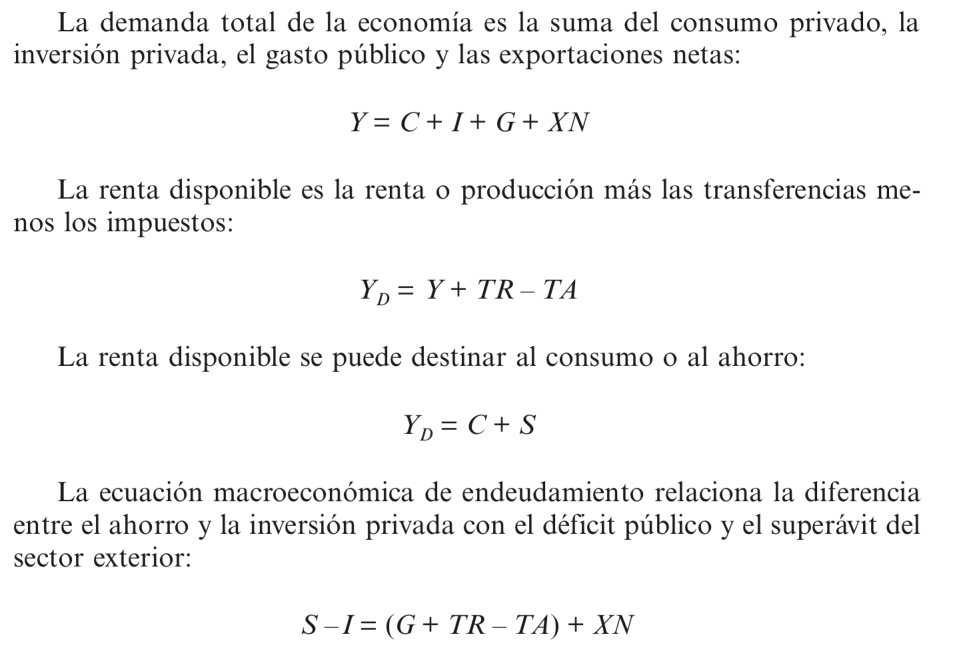 La demanda total de la economía es la suma del consumo privado, la
inversión privada, el gasto público y las exportaciones netas:
Y = C + I + G + XN
La renta disponible es la renta o producción más las transferencias me-
nos los impuestos:
Y_D = Y + TR – TA
La renta disponible se puede destinar al consumo o al ahorro:
Y_D = C + S
La ecuación macroeconómica de endeudamiento relaciona la diferencia
entre el ahorro y la inversión privada con el déficit público y el superávit del
sector exterior:
S – I = (G + TR – TA) + XN